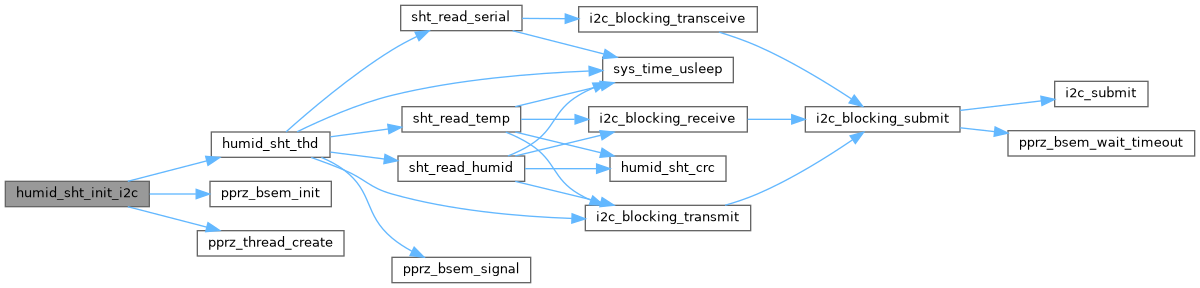 humid_sht_init_i2c
humid_sht_thd
pprz_bsem_init
pprz_thread_create
sht_read_serial
sht_read_temp
sht_read_humid
pprz_bsem_signal
i2c_blocking_transceive
sys_time_usleep
i2c_blocking_receive
humid_sht_crc
i2c_blocking_transmit
i2c_blocking_submit
i2c_submit
pprz_bsem_wait_timeout